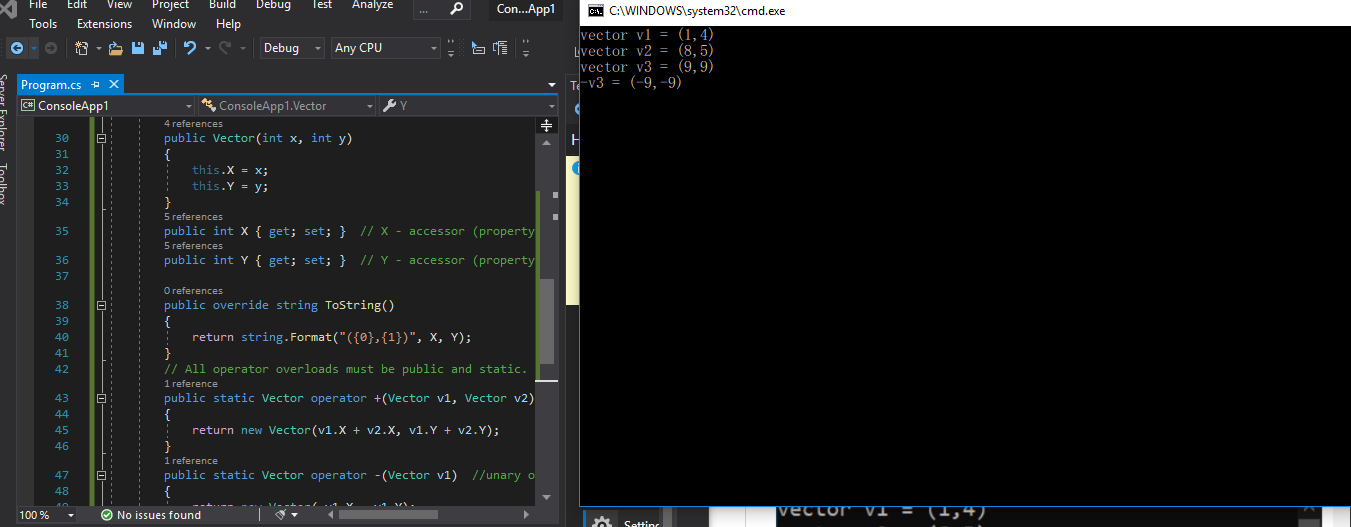 File Edit View Project Build Debug Test Analyze ... Con...App1
Tools Extensions Window Help
Debug Any CPU
Server Explorer
Toolbox
Program.cs
C# ConsoleApp1 ConsoleApp1.Vector Y
4 references
30 public Vector(int x, int y)
31 {
32 this.X = x;
33 this.Y = y;
34 }
5 references
35 public int X { get; set; } // X - accessor (property
5 references
36 public int Y { get; set; } // Y - accessor (property
37
0 references
38 public override string ToString()
39 {
40 return string.Format("({0},{1})", X, Y);
41 }
42 // All operator overloads must be public and static.
1 reference
43 public static Vector operator +(Vector v1, Vector v2)
44 {
45 return new Vector(v1.X + v2.X, v1.Y + v2.Y);
46 }
1 reference
47 public static Vector operator -(Vector v1) //unary o
48 {
100 % No issues found
C:\WINDOWS\system32\cmd.exe
vector v1 = (1,4)
vector v2 = (8,5)
vector v3 = (9,9)
-v3 = (-9,-9)
vector v1 = (1,4)